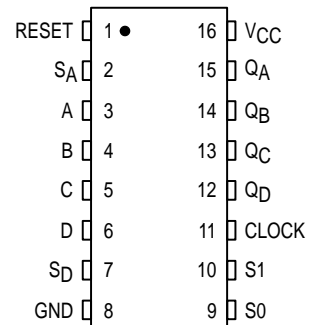 RESET 1 16 VCC
SA 2 15 QA
A 3 14 QB
B 4 13 QC
C 5 12 QD
D 6 11 CLOCK
SD 7 10 S1
GND 8 9 S0